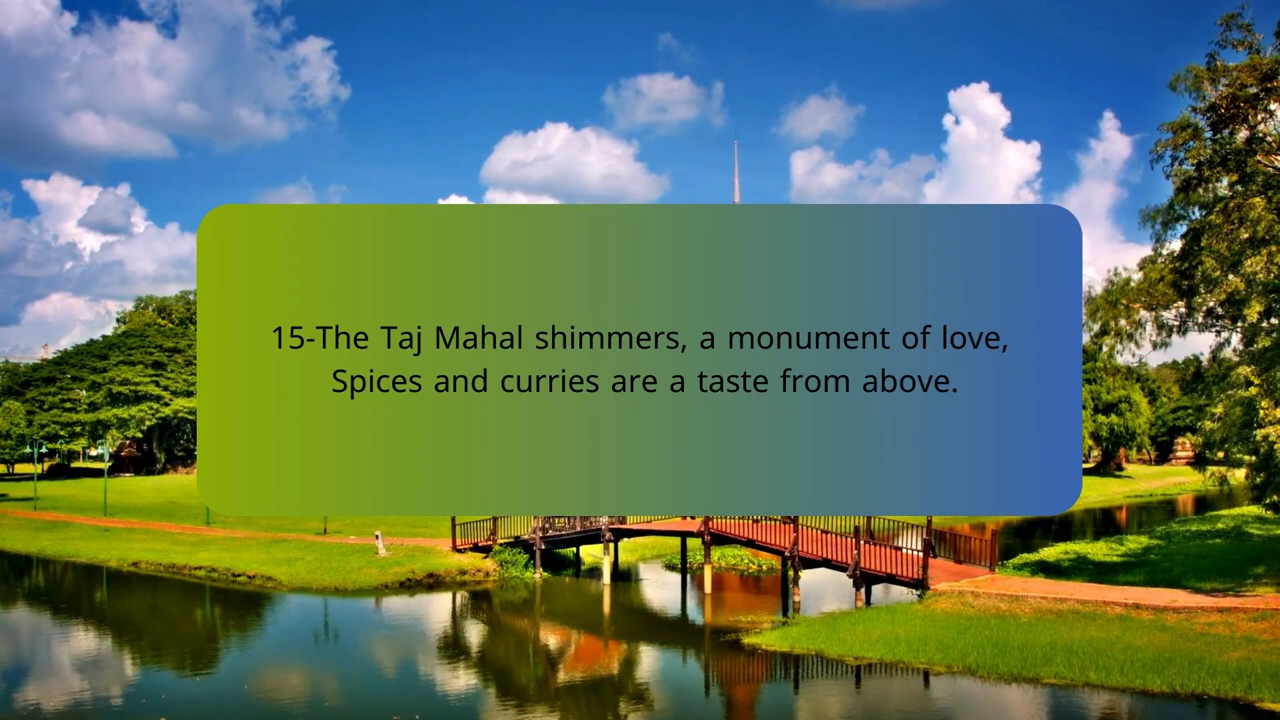 15-The Taj Mahal shimmers, a monument of love,
Spices and curries are a taste from above.